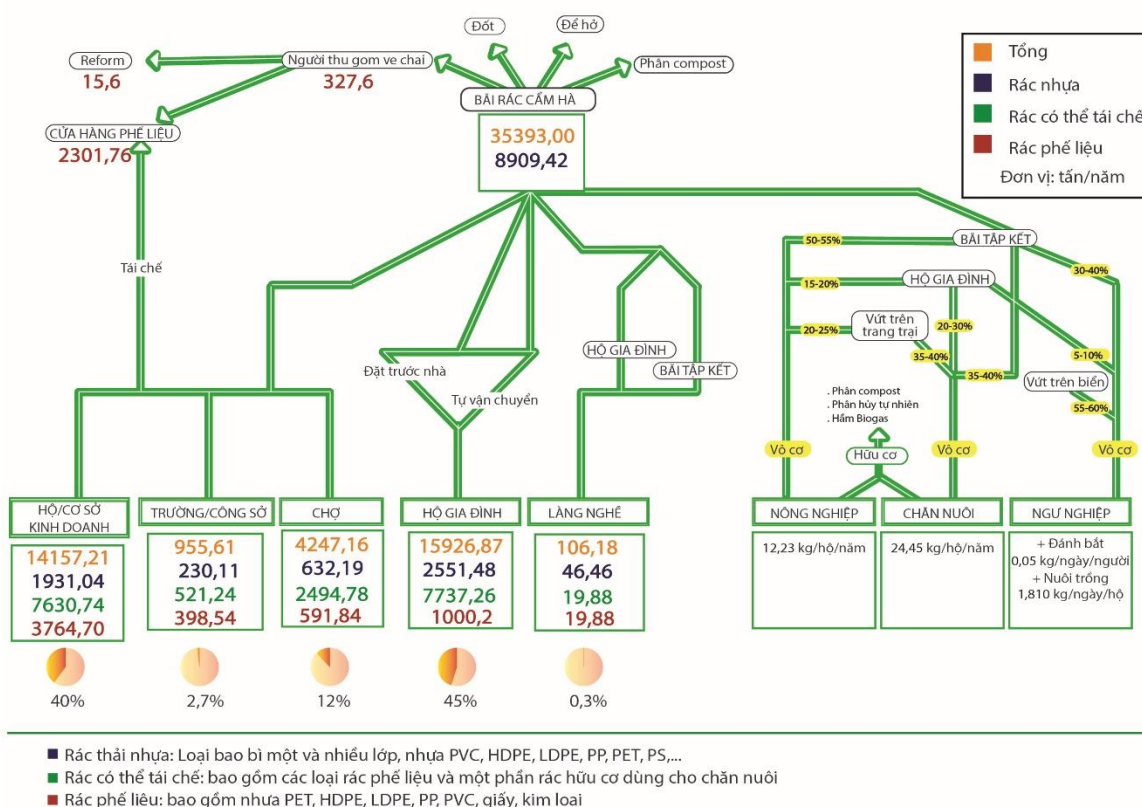 Đốt
Để hở
Reform
15,6
Người thu gom ve chai
327,6
Phân compost
BÃI RÁC CẨM HÀ
35393,00
8909,42
CỬA HÀNG PHẾ LIỆU
2301,76
Tổng
Rác nhựa
Rác có thể tái chế
Rác phế liệu
Đơn vị: tấn/năm
Tái chế
Đặt trước nhà
Tự vận chuyển
HỘ GIA ĐÌNH
BÃI TẬP KẾT
50-55%
BÃI TẬP KẾT
30-40%
15-20%
HỘ GIA ĐÌNH
20-25%
Vứt trên
trang trại
20-30%
35-40%
35-40%
5-10%
Vứt trên biển
55-60%
. Phân compost
. Phân hủy tự nhiên
. Hầm Biogas
Vô cơ
Hữu cơ
Vô cơ
Vô cơ
HỘ/CƠ SỞ
KINH DOANH
14157,21
1931,04
7630,74
3764,70
40%
TRƯỜNG/CÔNG SỞ
955,61
230,11
521,24
398,54
2,7%
CHỢ
4247,16
632,19
2494,78
591,84
12%
HỘ GIA ĐÌNH
15926,87
2551,48
7737,26
1000,2
45%
LÀNG NGHỀ
106,18
46,46
19,88
19,88
0,3%
NÔNG NGHIỆP
12,23 kg/hộ/năm
CHĂN NUÔI
24,45 kg/hộ/năm
NGƯ NGHIỆP
+ Đánh bắt
0,05 kg/ngày/người
+ Nuôi trồng
1,810 kg/ngày/hộ
Rác thải nhựa: Loại bao bì một và nhiều lớp, nhựa PVC, HDPE, LDPE, PP, PET, PS,...
Rác có thể tái chế: bao gồm các loại rác phế liệu và một phần rác hữu cơ dùng cho chăn nuôi
Rác phế liệu: bao gồm nhựa PET, HDPE, LDPE, PP, PVC, giấy, kim loại